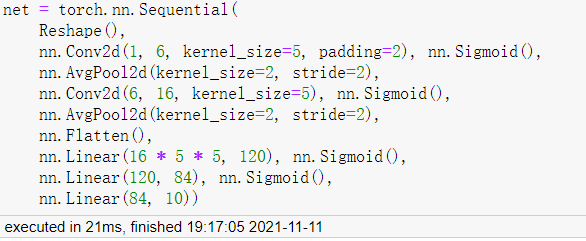 net = torch.nn.Sequential(
    Reshape(),
    nn.Conv2d(1, 6, kernel_size=5, padding=2), nn.Sigmoid(),
    nn.AvgPool2d(kernel_size=2, stride=2),
    nn.Conv2d(6, 16, kernel_size=5), nn.Sigmoid(),
    nn.AvgPool2d(kernel_size=2, stride=2),
    nn.Flatten(),
    nn.Linear(16 * 5 * 5, 120), nn.Sigmoid(),
    nn.Linear(120, 84), nn.Sigmoid(),
    nn.Linear(84, 10))
executed in 21ms, finished 19:17:05 2021-11-11